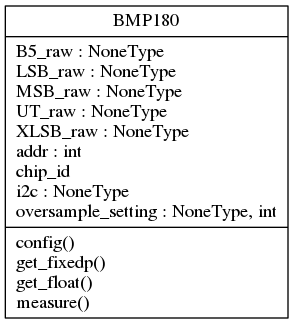 BMP180
B5_raw : NoneType
LSB_raw : NoneType
MSB_raw : NoneType
UT_raw : NoneType
XLSB_raw : NoneType
addr : int
chip_id
i2c : NoneType
oversample_setting : NoneType, int
config()
get_fixedp()
get_float()
measure()